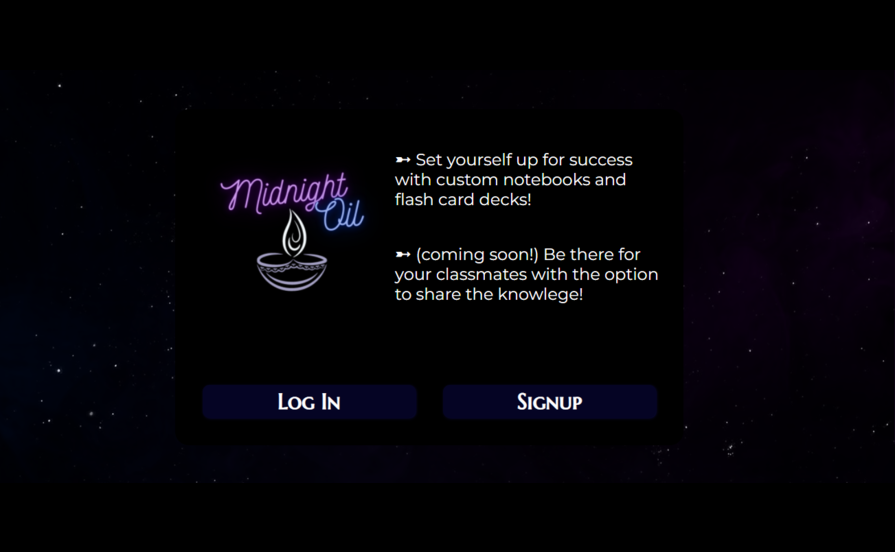 Midnight
Oil
➼ Set yourself up for success
with custom notebooks and
flash card decks!
➼ (coming soon!) Be there for
your classmates with the option
to share the knowlege!
Log In
Signup